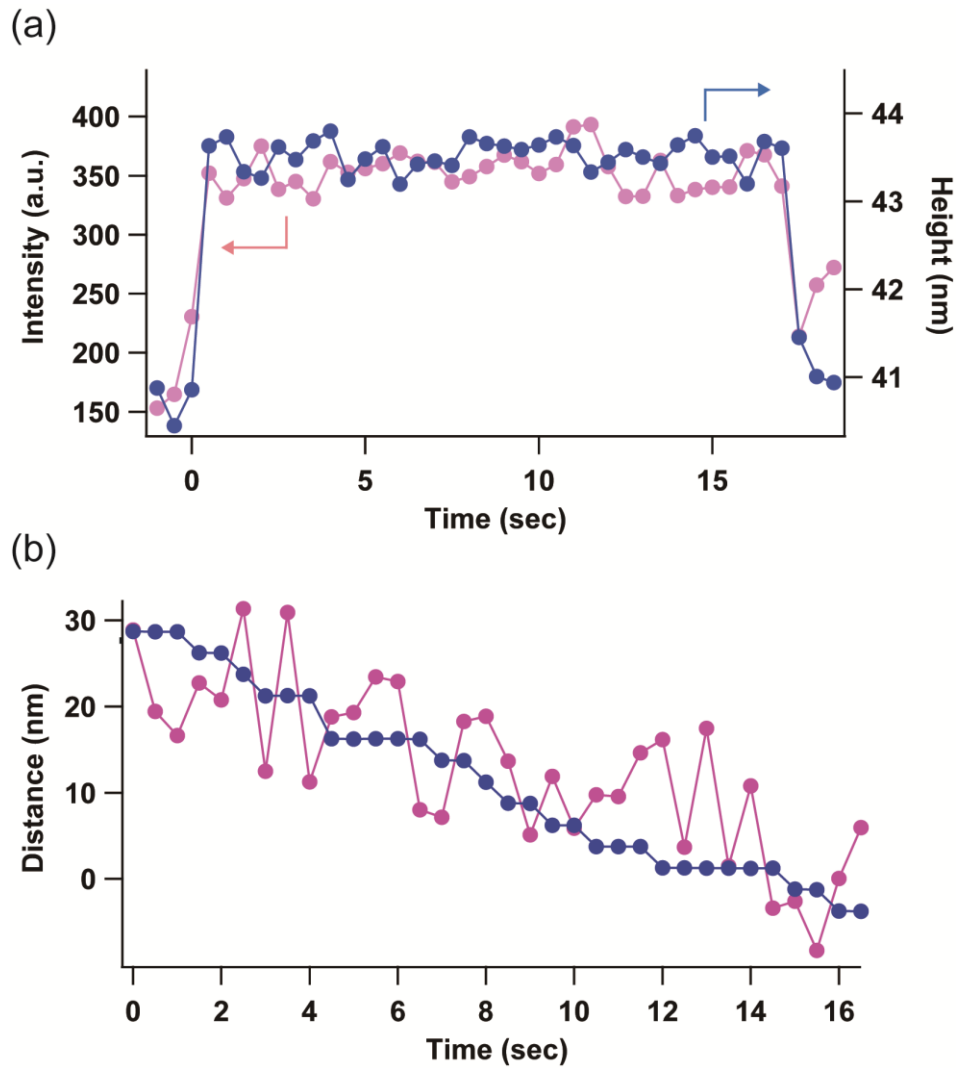 (a)
400
350
300
250
200
150
Intensity (a.u.)
44
43
42
41
Height (nm)
0 5 10 15
Time (sec)
(b)
30
20
10
0
Distance (nm)
0 2 4 6 8 10 12 14 16
Time (sec)